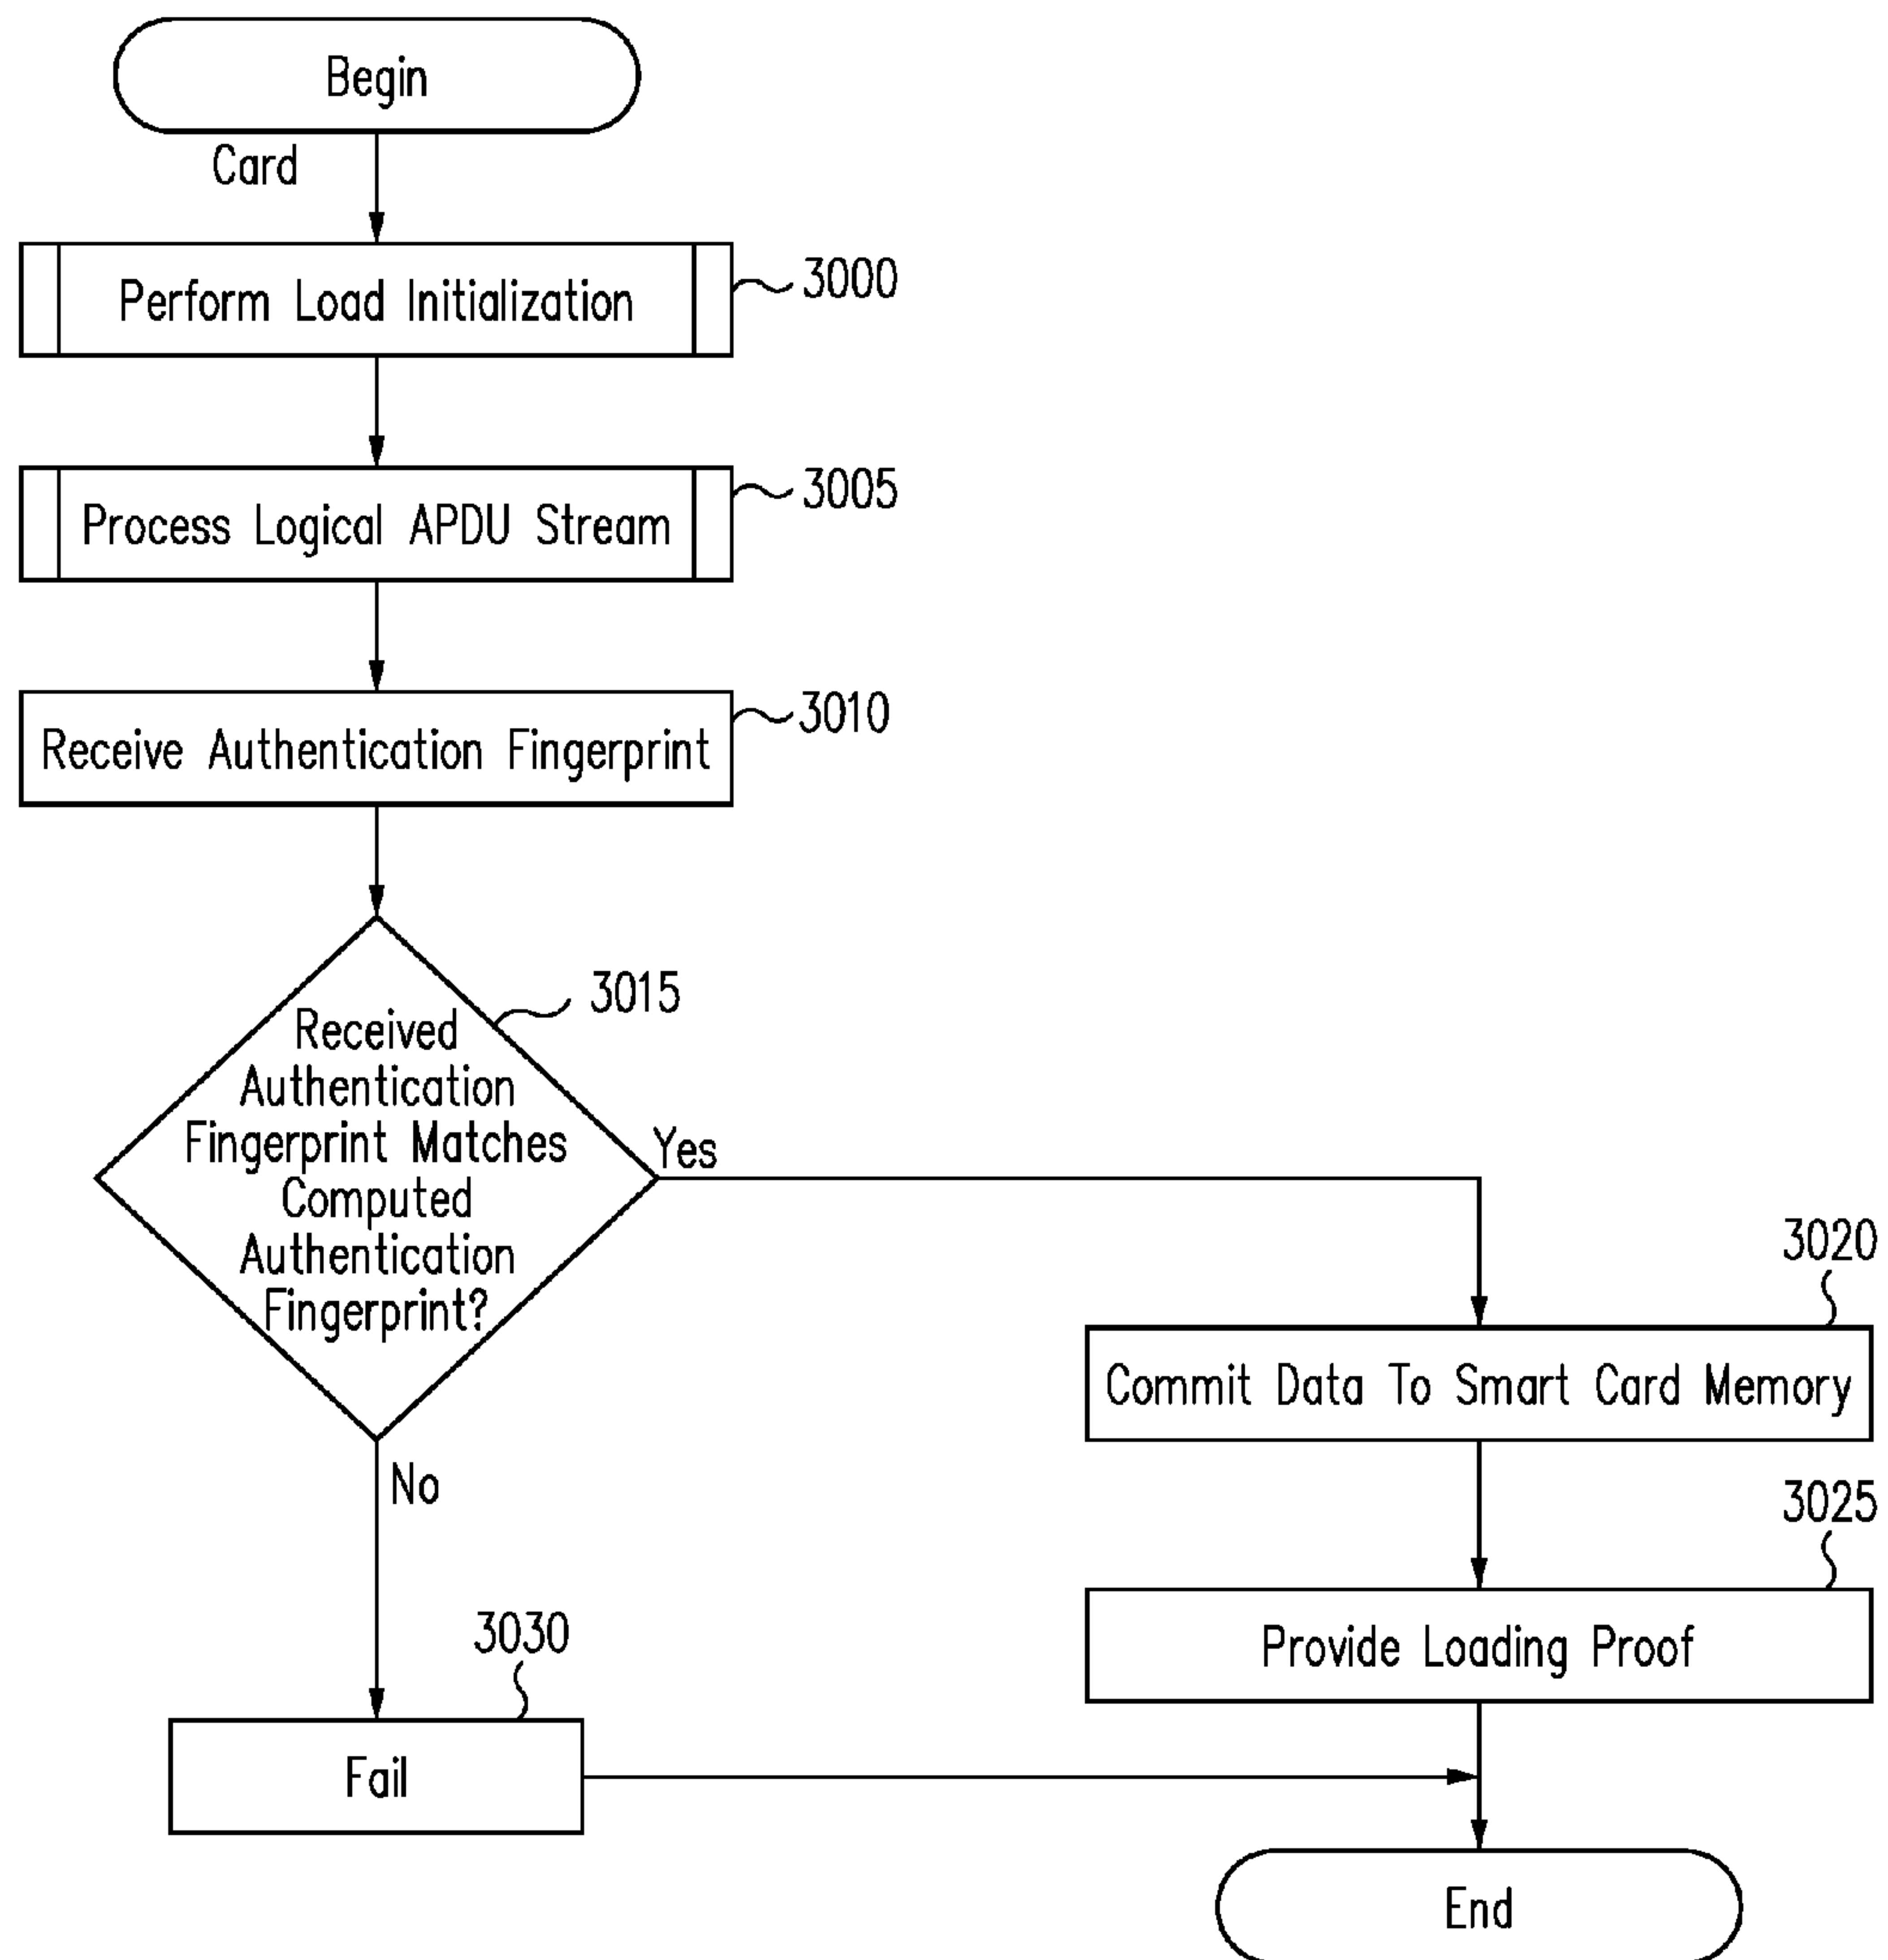 Begin
Card
Perform Load Initialization
3000
Process Logical APDU Stream
3005
Receive Authentication Fingerprint
3010
Received
Authentication
Fingerprint Matches
Computed
Authentication
Fingerprint?
3015
Yes
No
3020
Commit Data To Smart Card Memory
3025
Provide Loading Proof
3030
Fail
End